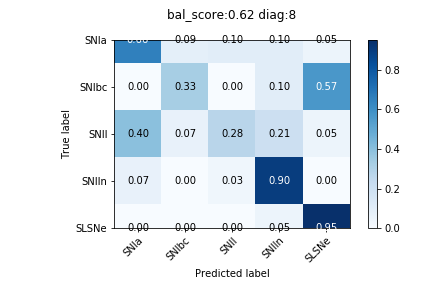 bal_score:0.62 diag:8
SNIa 0.09 0.10 0.10 0.05
SNIbc 0.00 0.33 0.00 0.10 0.57
SNII 0.40 0.07 0.28 0.21 0.05
SNIIn 0.07 0.00 0.03 0.90 0.00
SLSNe 0.00 0.00 0.00 0.05 0.95
SNIa SNIbc SNII SNIIn SLSNe
Predicted label
True label
0.8
0.6
0.4
0.2
0.0